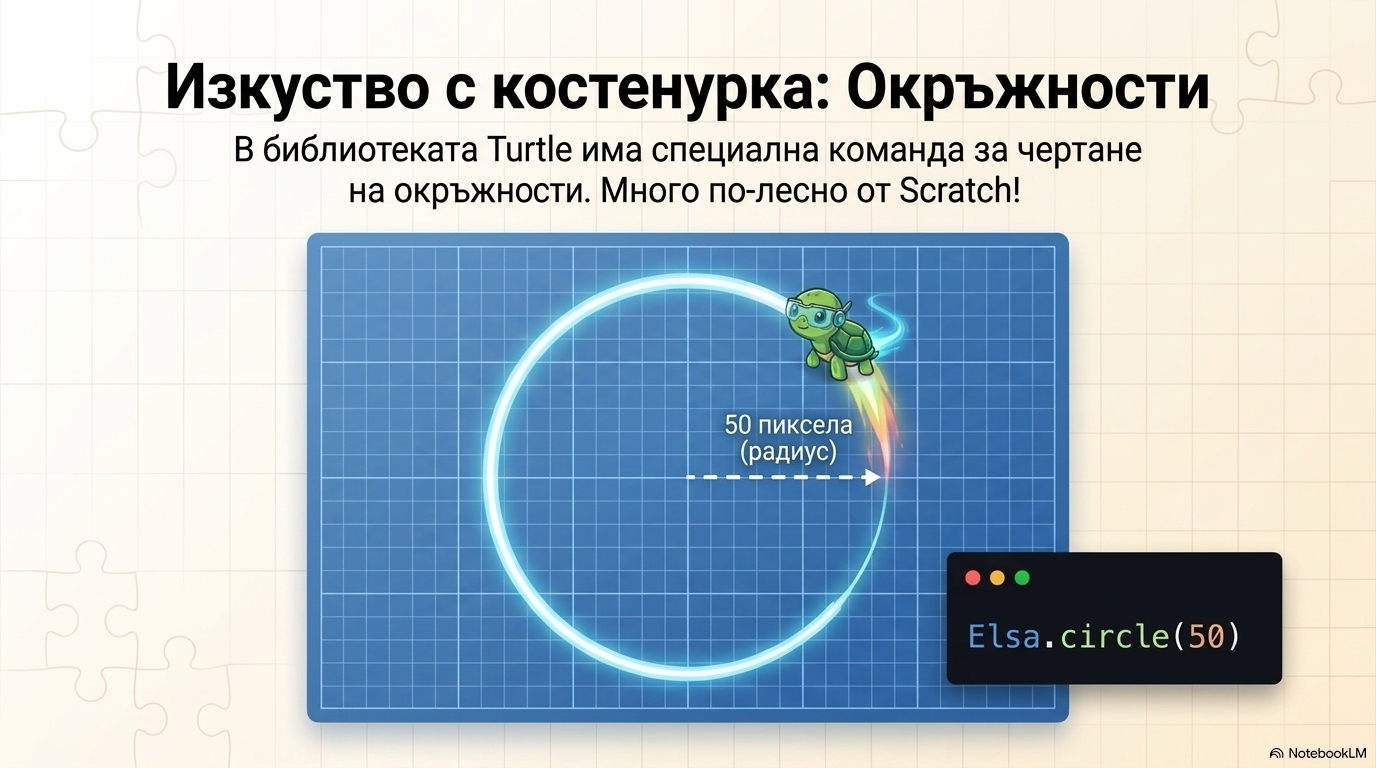 Изкуство с костенурка: Окръжности
В библиотеката Turtle има специална команда за чертане
на окръжности. Много по-лесно от Scratch!
50 пиксела
(радиус)
Elsa.circle(50)
NotebookLM